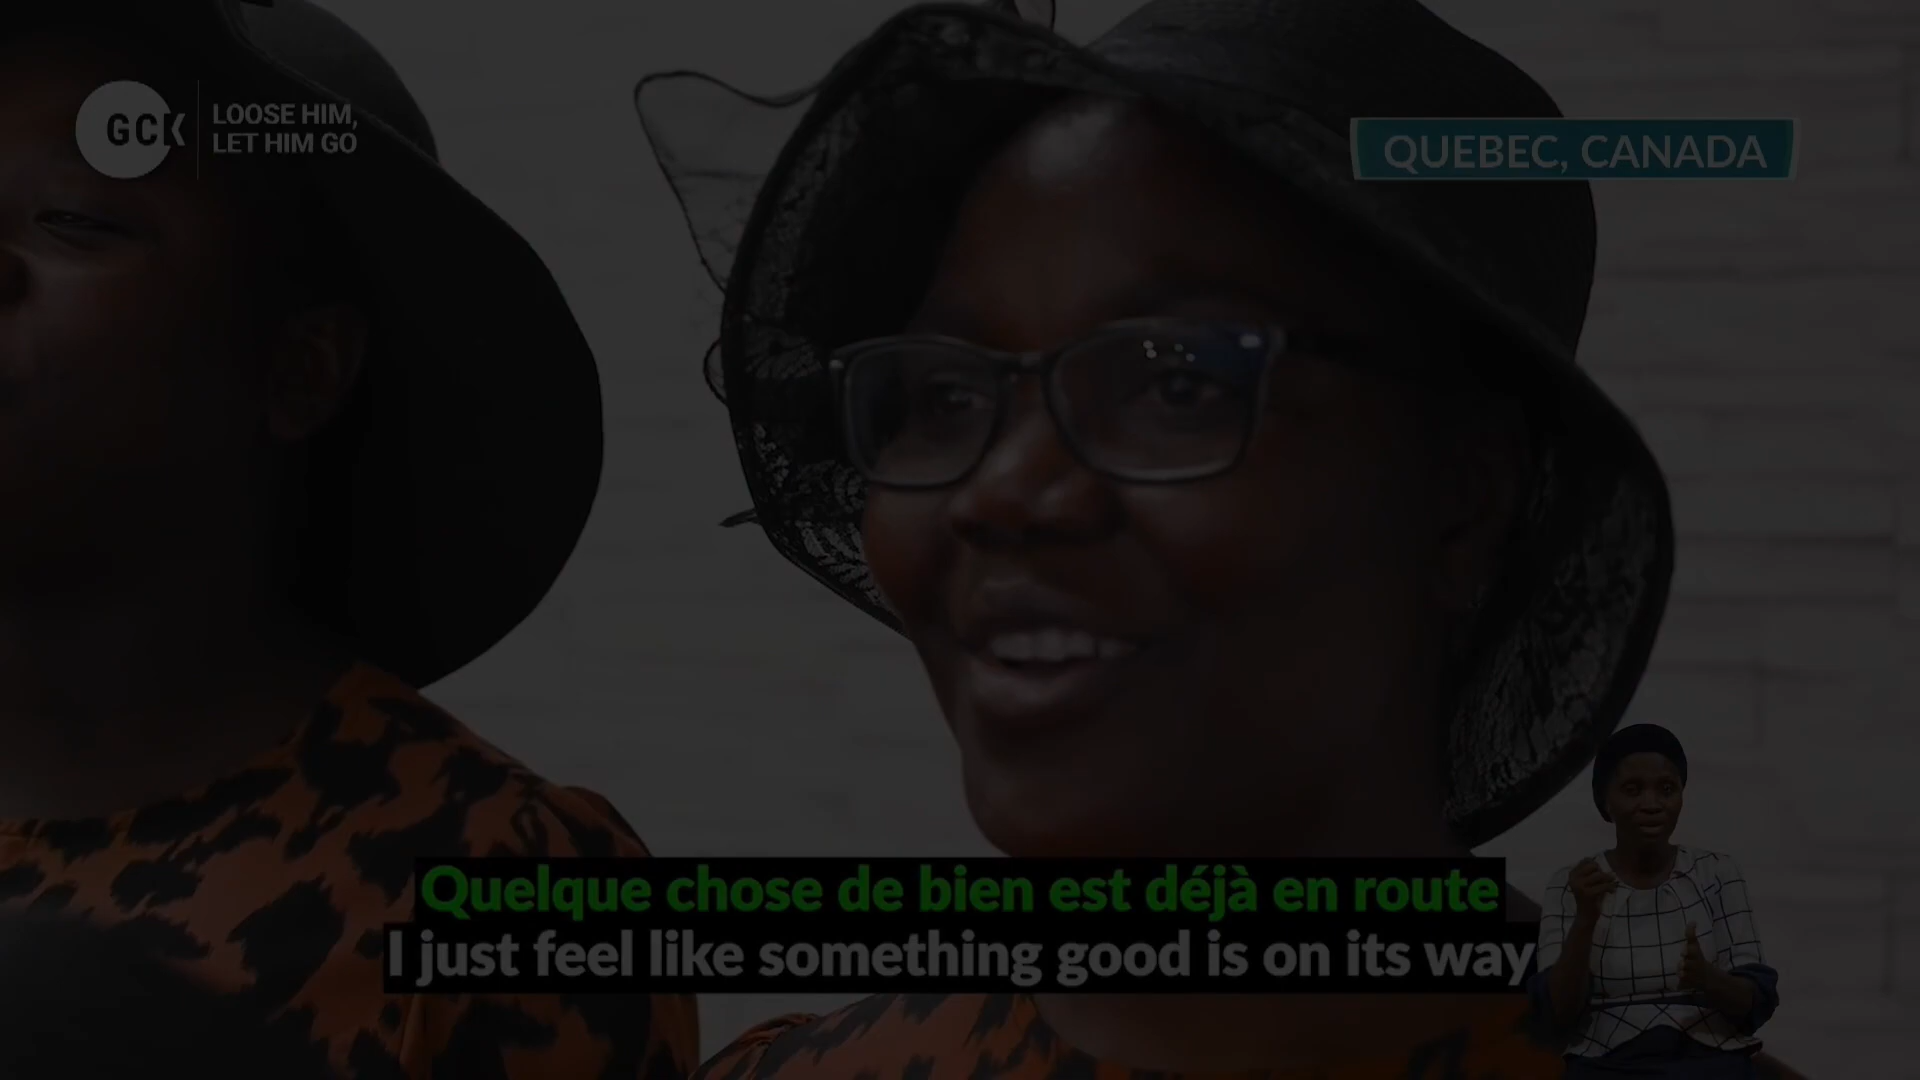 GCK
LOOSE HIM,
LET HIM GO
QUEBEC, CANADA
Quelque chose de bien est déjà en route
I just feel like something good is on its way